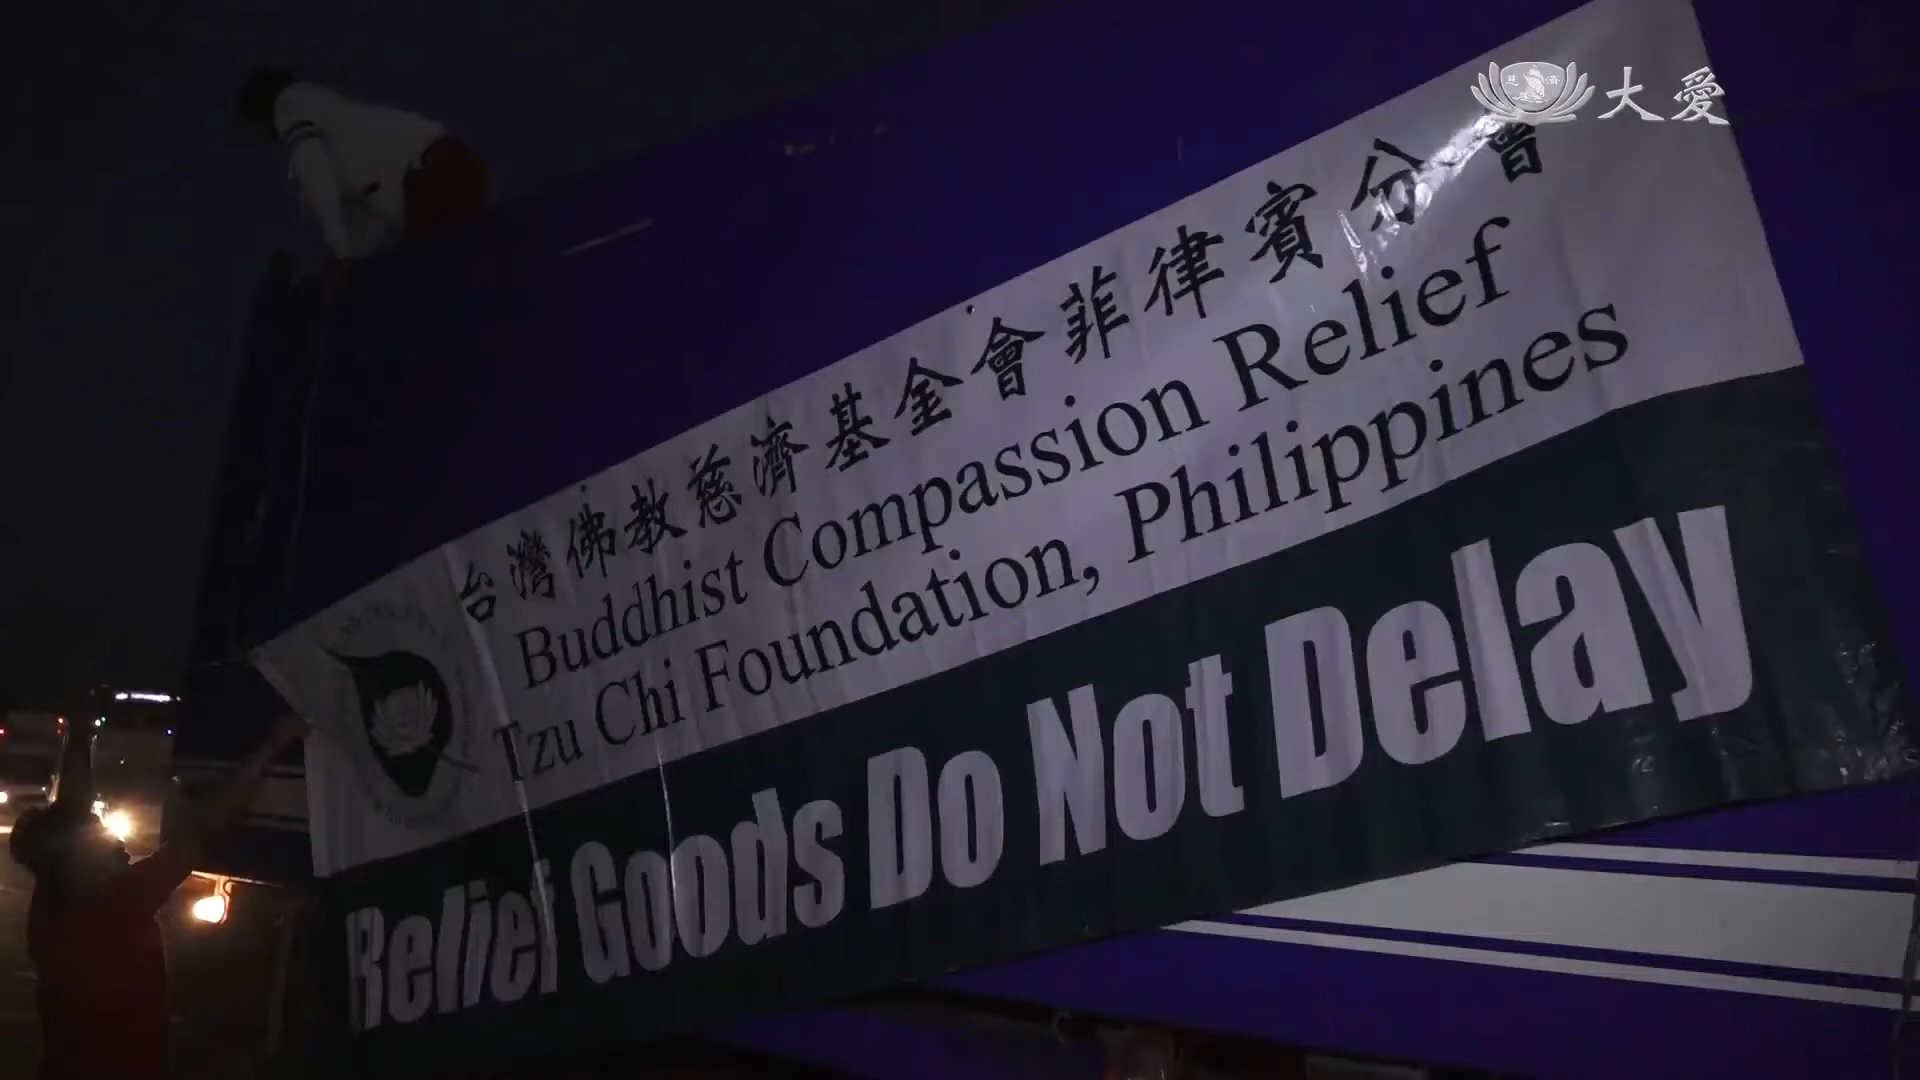 大愛
台灣佛教慈濟基金會菲律賓分會
Buddhist Compassion Relief
Tzu Chi Foundation, Philippines
Relief Goods Do Not Delay